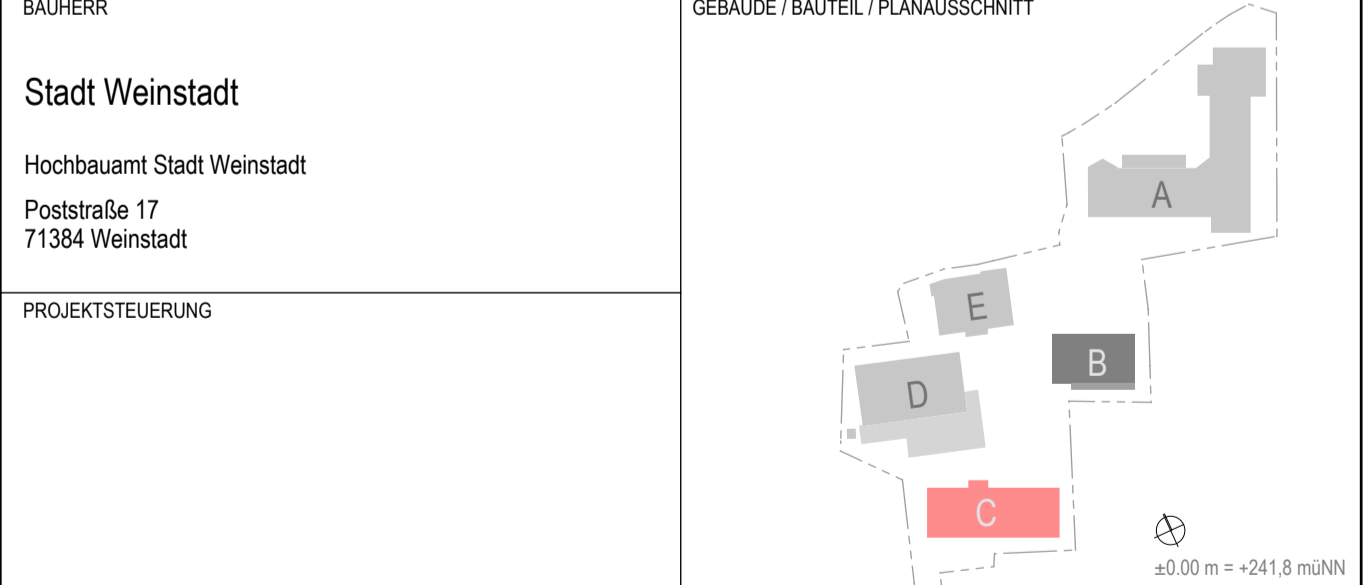 BAUHERR
Stadt Weinstadt
Hochbauamt Stadt Weinstadt
Poststraße 17
71384 Weinstadt
PROJEKTSTEUERUNG
GEBÄUDE / BAUTEIL / PLANAUSSCHNITT
A
E
B
D
C
±0.00 m = +241,8 müNN